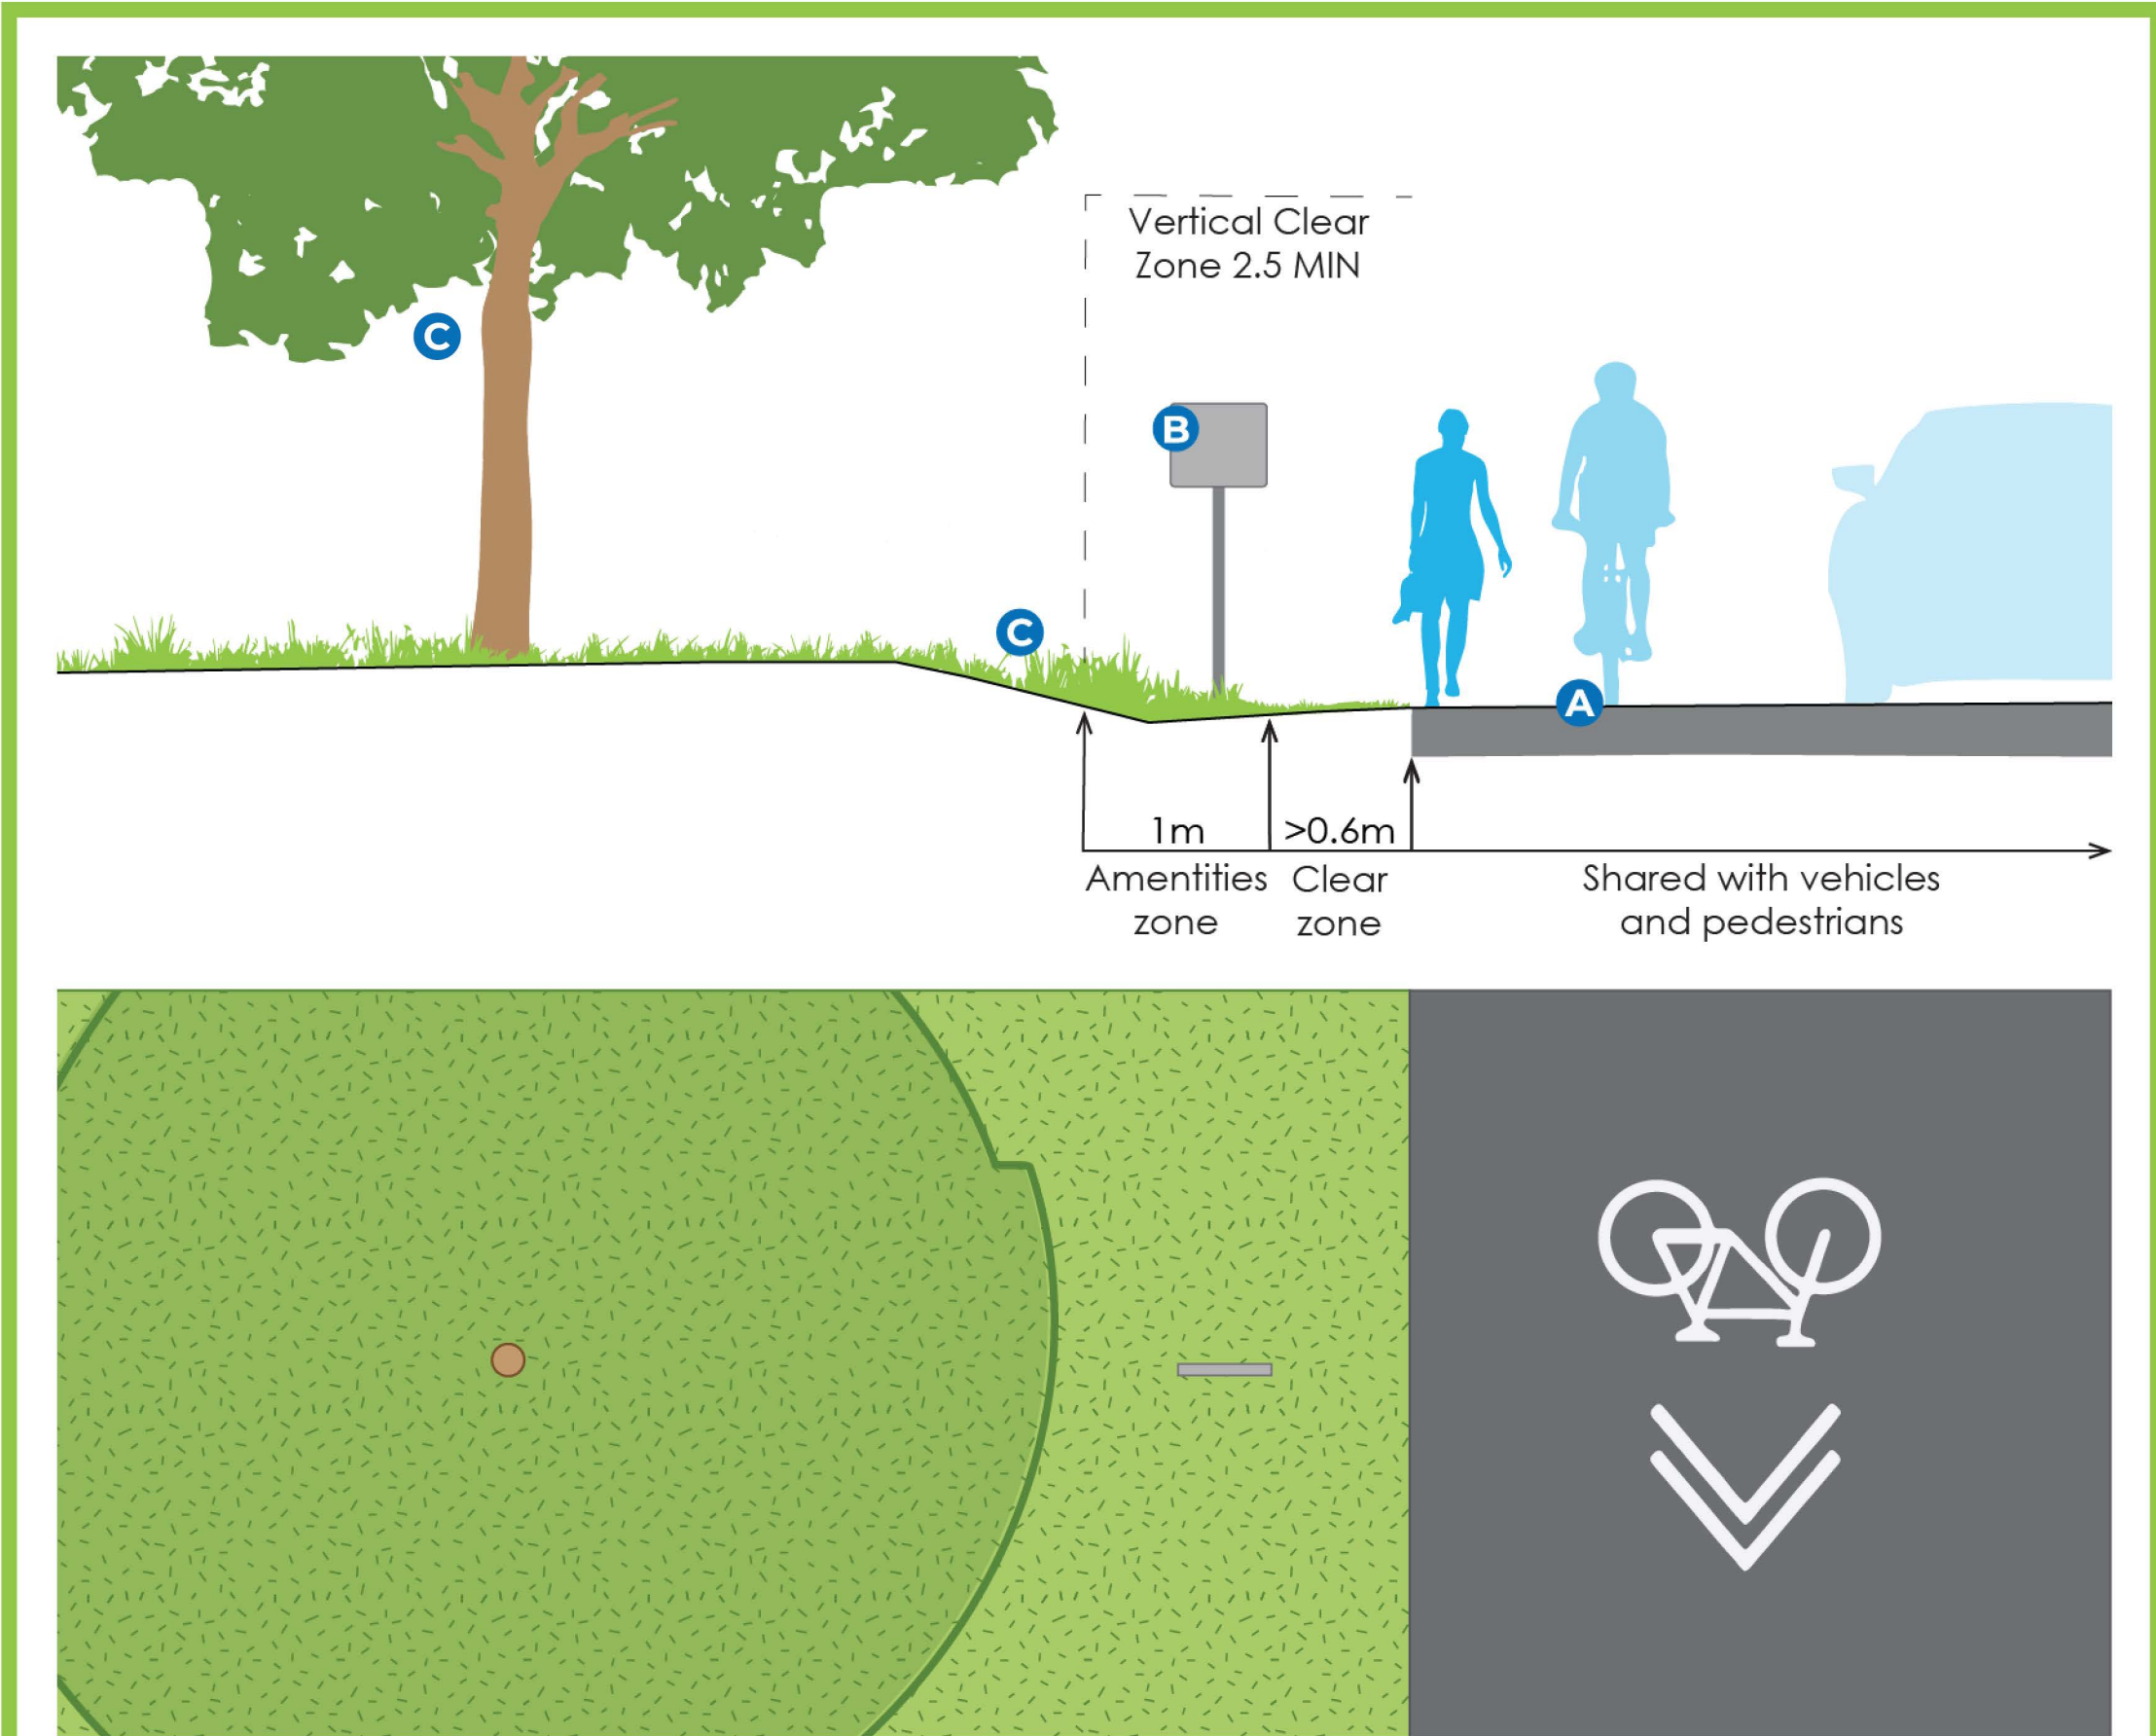 Vertical Clear
Zone 2.5 MIN
C
B
C
A
1m
>0.6m
Amentities
zone
Clear
zone
Shared with vehicles
and pedestrians